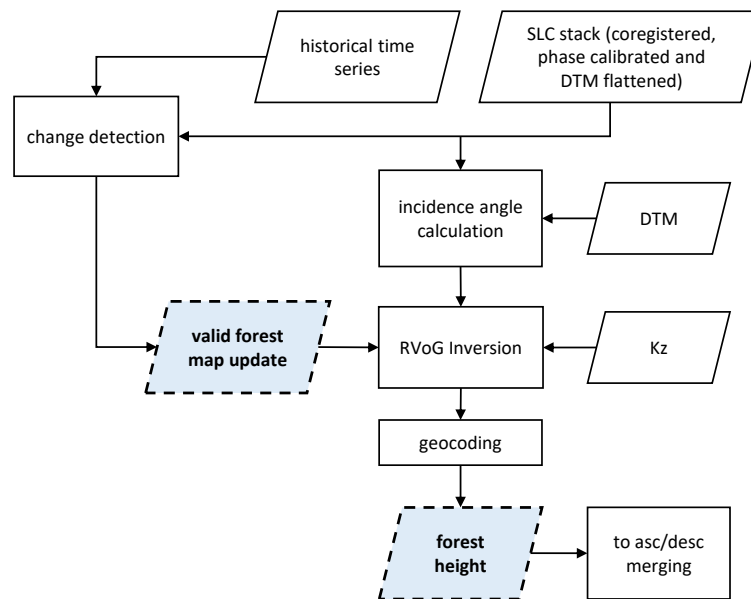 historical time
series
SLC stack (coregistered,
phase calibrated and
DTM flattened)
change detection
incidence angle
calculation
DTM
valid forest
map update
RVoG Inversion
Kz
geocoding
forest
height
to asc/desc
merging